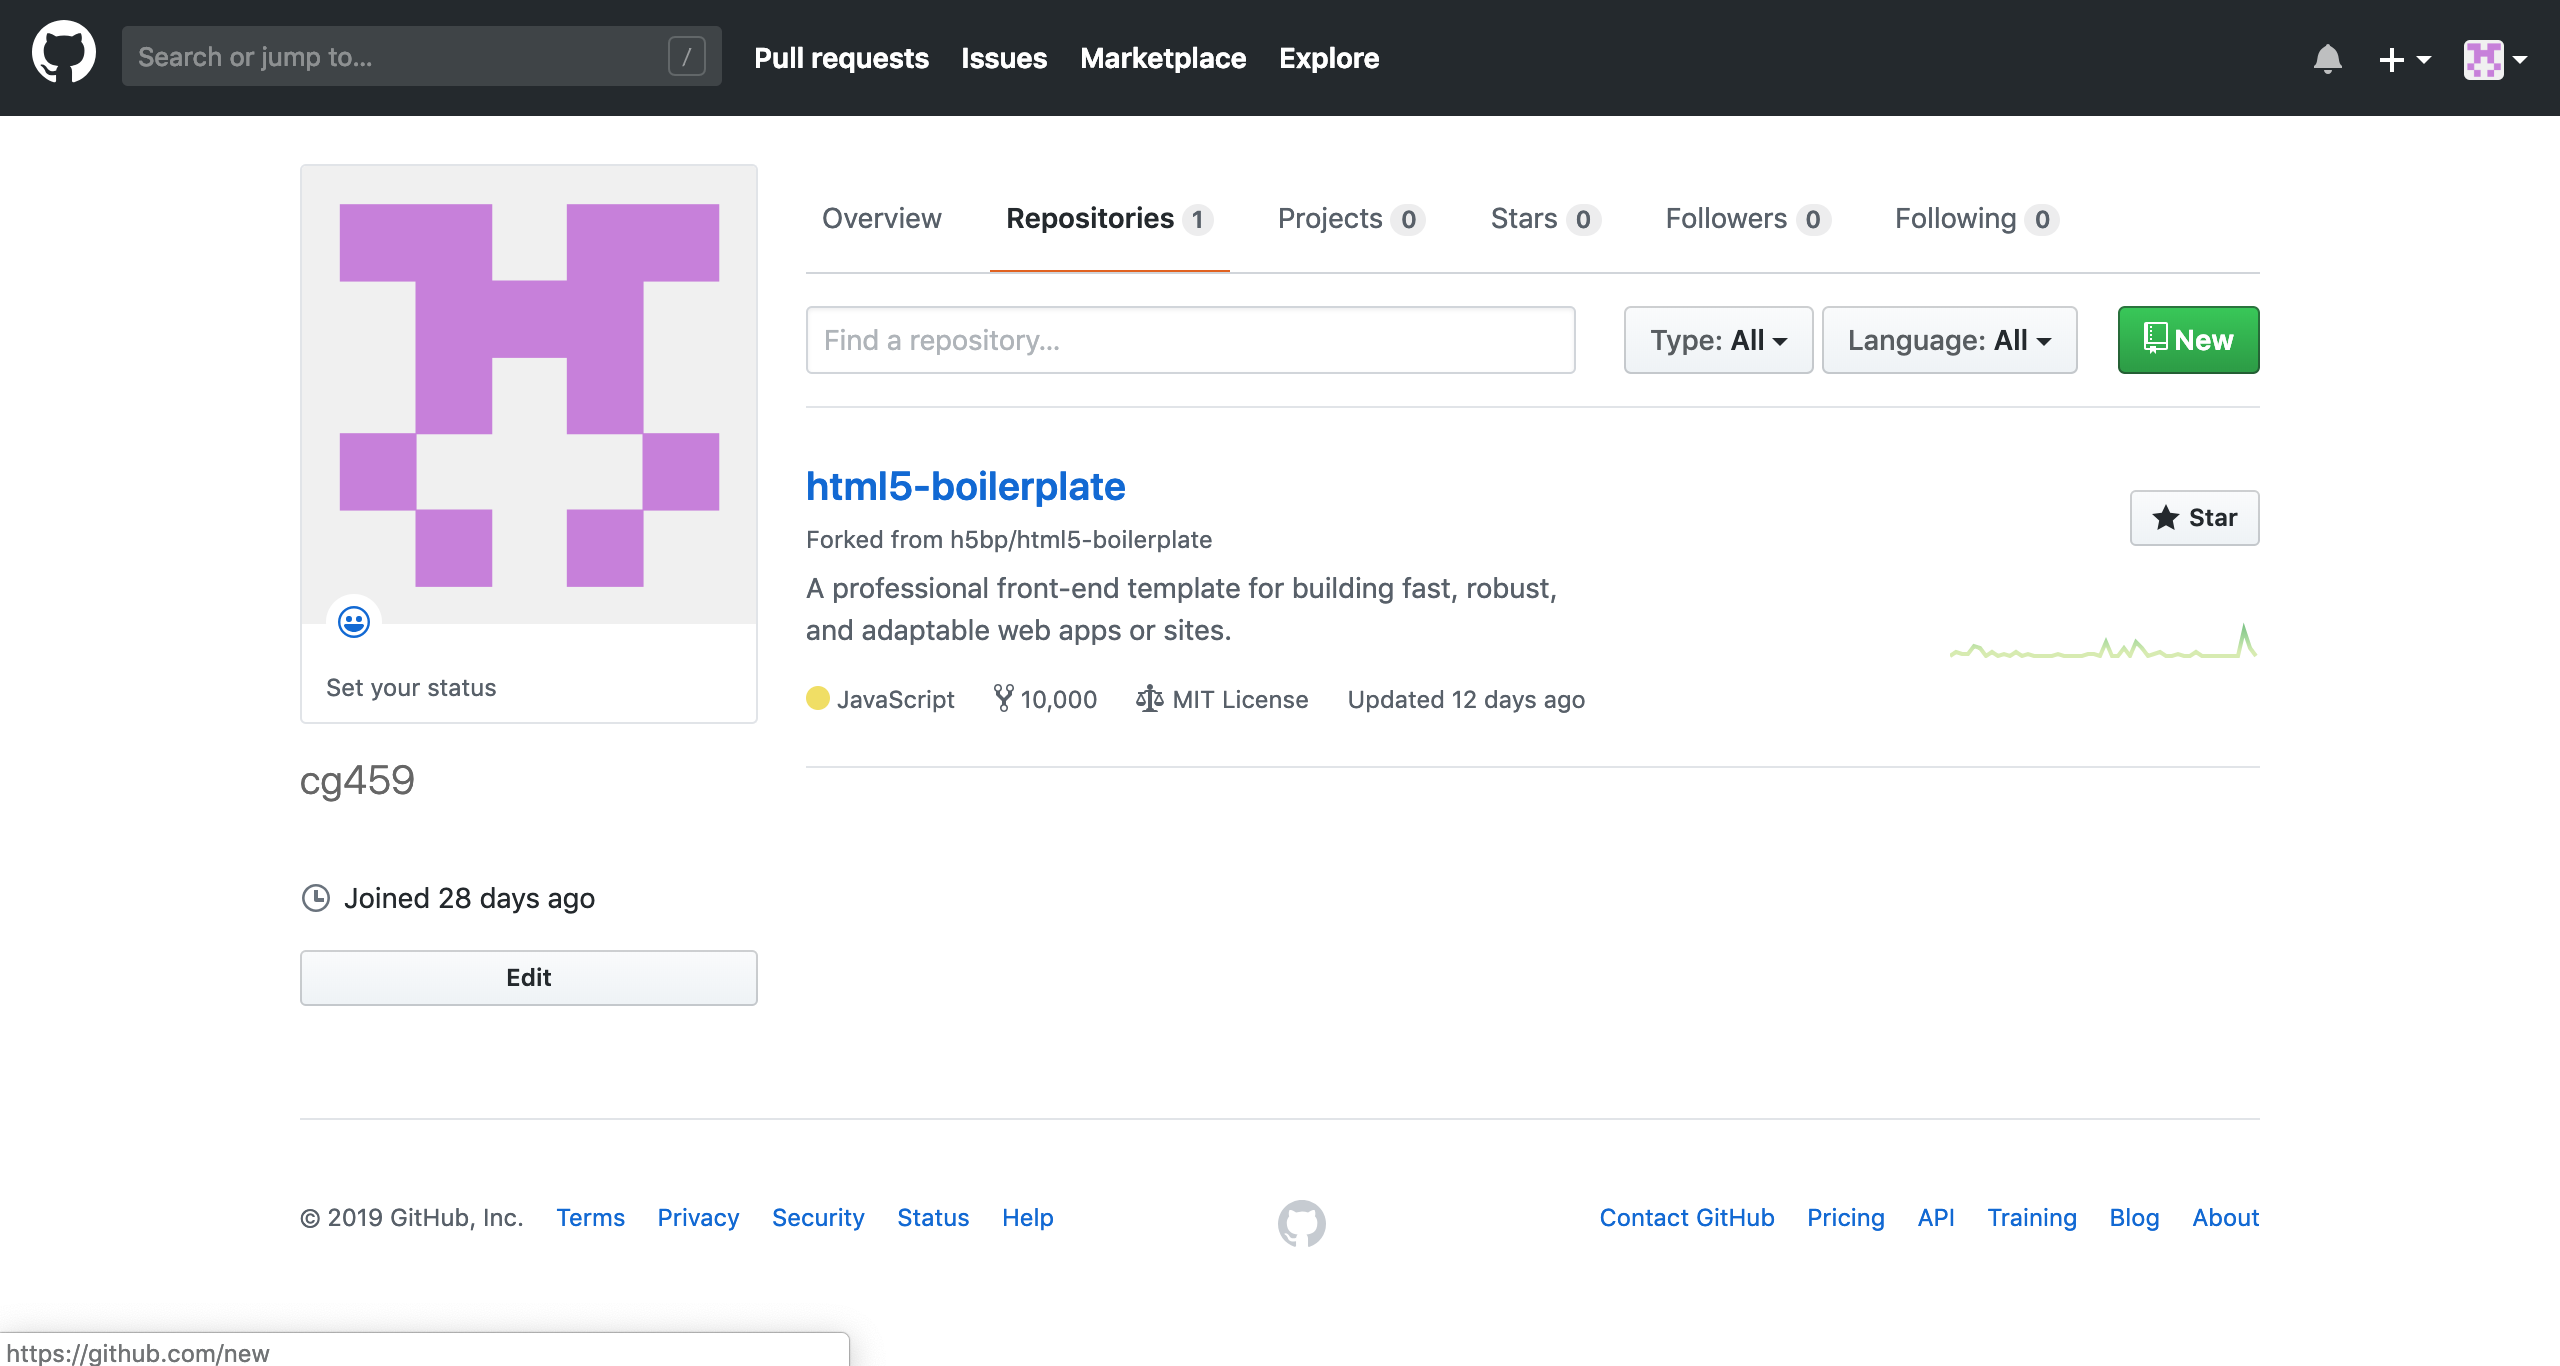 Search or jump to... /
Pull requests Issues Marketplace Explore
Overview Repositories 1 Projects 0 Stars 0 Followers 0 Following 0
Find a repository... Type: All Language: All New
html5-boilerplate
Forked from h5bp/html5-boilerplate
Star
A professional front-end template for building fast, robust,
and adaptable web apps or sites.
JavaScript 10,000 MIT License Updated 12 days ago
Set your status
cg459
Joined 28 days ago
Edit
© 2019 GitHub, Inc. Terms Privacy Security Status Help
Contact GitHub Pricing API Training Blog About
https://github.com/new